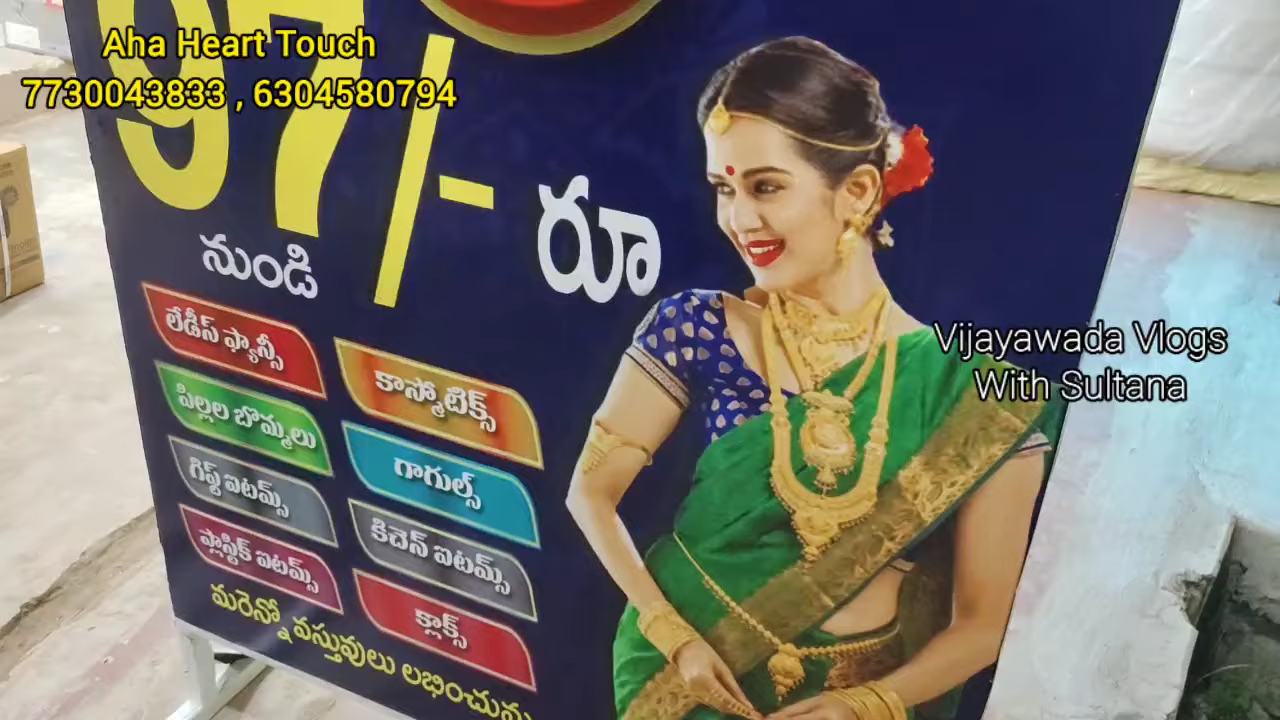 Aha Heart Touch
7730043833 , 6304580794
97/- రూ
నుండి
లేడీస్ ఫ్యాన్సీ
కాస్మోటిక్స్
పిల్లల బొమ్మలు
గాగుల్స్
గిఫ్ట్ ఐటమ్స్
కిచెన్ ఐటమ్స్
ప్లాస్టిక్ ఐటమ్స్
క్లాక్స్
మరెన్నో వస్తువులు లభించును
Vijayawada Vlogs
With Sultana